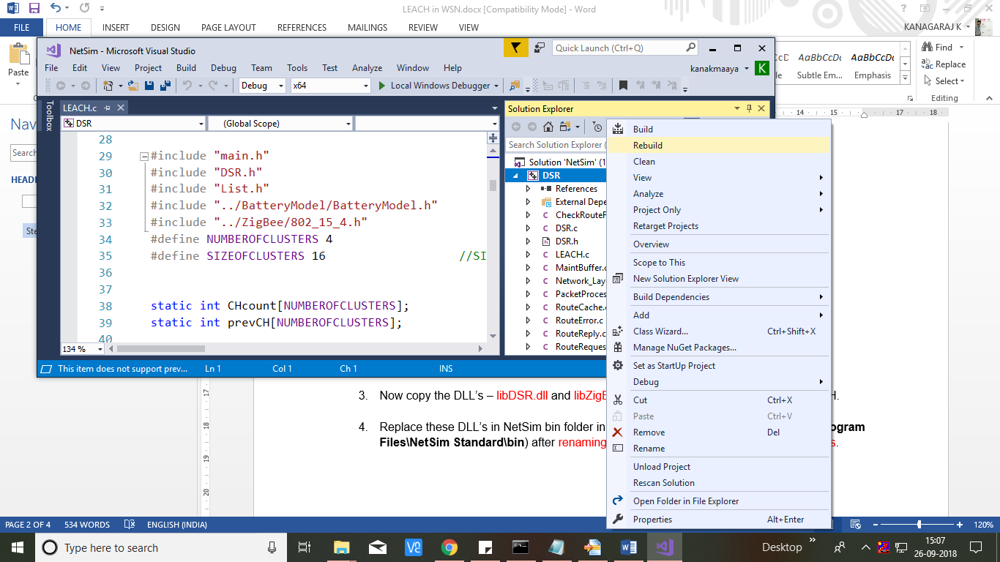 LEACH in WSN.docx [Compatibility Mode] - Word
FILE HOME INSERT DESIGN PAGE LAYOUT REFERENCES MAILINGS REVIEW VIEW KANAGARAJ K
Paste
NetSim - Microsoft Visual Studio
Quick Launch (Ctrl+Q)
File Edit View Project Build Debug Team Tools Test Analyze Window Help
kanakmaaya K
Debug x64 Local Windows Debugger
AaBbCcDc AaBbCcDc
Subtle Em... Emphasis
Find
Replace
Select
Editing
14 15 17 18
Toolbox
LEACH.c
DSR (Global Scope)
28
29 #include "main.h"
30 #include "DSR.h"
31 #include "List.h"
32 #include "../BatteryModel/BatteryModel.h"
33 #include "../ZigBee/802_15_4.h"
34 #define NUMBEROFCLUSTERS 4
35 #define SIZEOFCLUSTERS 16 //SI
36
37
38 static int CHcount[NUMBEROFCLUSTERS];
39 static int prevCH[NUMBEROFCLUSTERS];
40
134 %
This item does not support prev... Ln 1 Col 1 Ch 1 INS
Solution Explorer
Search Solution Explorer (
Solution 'NetSim' (1
DSR
References
External Depe
CheckRouteF
DSR.c
DSR.h
LEACH.c
MaintBuffer.c
Network_Lay
PacketProces
RouteCache.c
RouteError.c
RouteReply.c
RouteReques
Build
Rebuild
Clean
View
Analyze
Project Only
Retarget Projects
Overview
Scope to This
New Solution Explorer View
Build Dependencies
Add
Class Wizard... Ctrl+Shift+X
Manage NuGet Packages...
Set as StartUp Project
Debug
Cut Ctrl+X
Paste Ctrl+V
Remove Del
Rename
Unload Project
Rescan Solution
Open Folder in File Explorer
Properties Alt+Enter
Nav
Search
HEAD
Ste
17
18
19
20
3. Now copy the DLL's – libDSR.dll and libZigB H.
4. Replace these DLL's in NetSim bin folder in ogram
Files\NetSim Standard\bin) after renaming s.
PAGE 2 OF 4 534 WORDS ENGLISH (INDIA) 120%
Type here to search
Desktop
15:07
26-09-2018